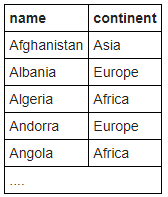 name continent
Afghanistan Asia
Albania Europe
Algeria Africa
Andorra Europe
Angola Africa
....